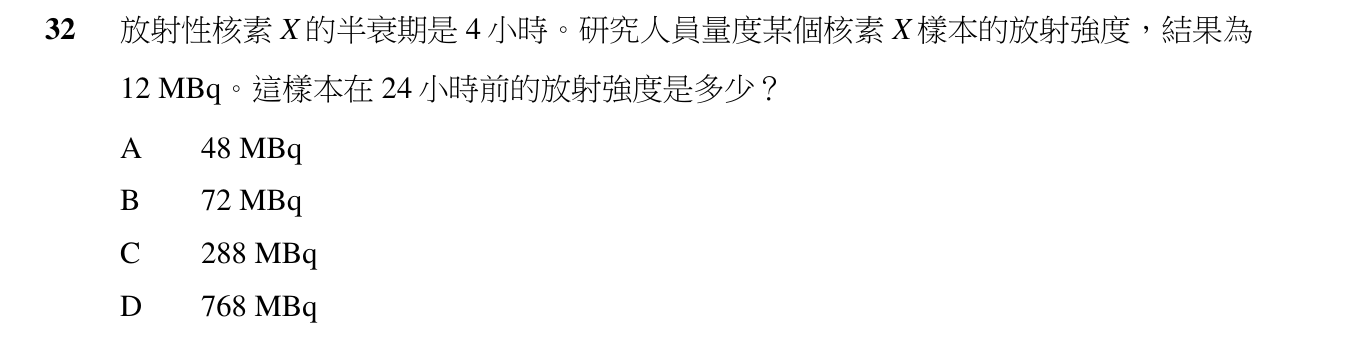 32 放射性核素 X 的半衰期是 4 小時。研究人員量度某個核素 X 樣本的放射強度，結果為
12 MBq。這樣本在 24 小時前的放射強度是多少？
A 48 MBq
B 72 MBq
C 288 MBq
D 768 MBq